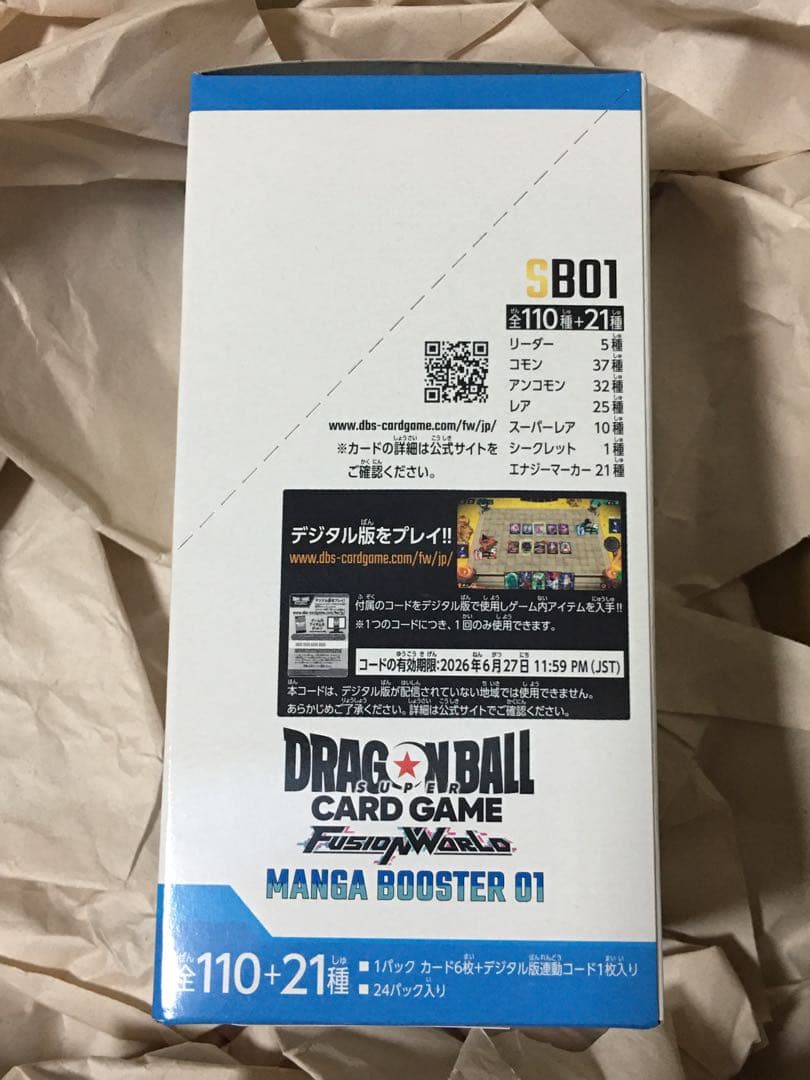 SB01
全110種+21種
リーダー 5種
コモン 37種
アンコモン 32種
レア 25種
スーパーレア 10種
シークレット 1種
エナジーマーカー 21種
www.dbs-cardgame.com/fw/jp/
※カードの詳細は公式サイトを
ご確認ください。
デジタル版をプレイ!!
www.dbs-cardgame.com/fw/jp/
付属のコードをデジタル版で使用しゲーム内アイテムを入手!!
※1つのコードにつき、1回のみ使用できます。
コードの有効期限:2026年6月27日 11:59 PM (JST)
本コードは、デジタル版が配信されていない地域では使用できません。
あらかじめご了承ください。詳細は公式サイトでご確認ください。
DRAGON BALL
SUPER
CARD GAME
FUSION WORLD
MANGA BOOSTER 01
全110+21種
■ 1パック カード6枚+デジタル版連動コード1枚入り
■ 24パック入り